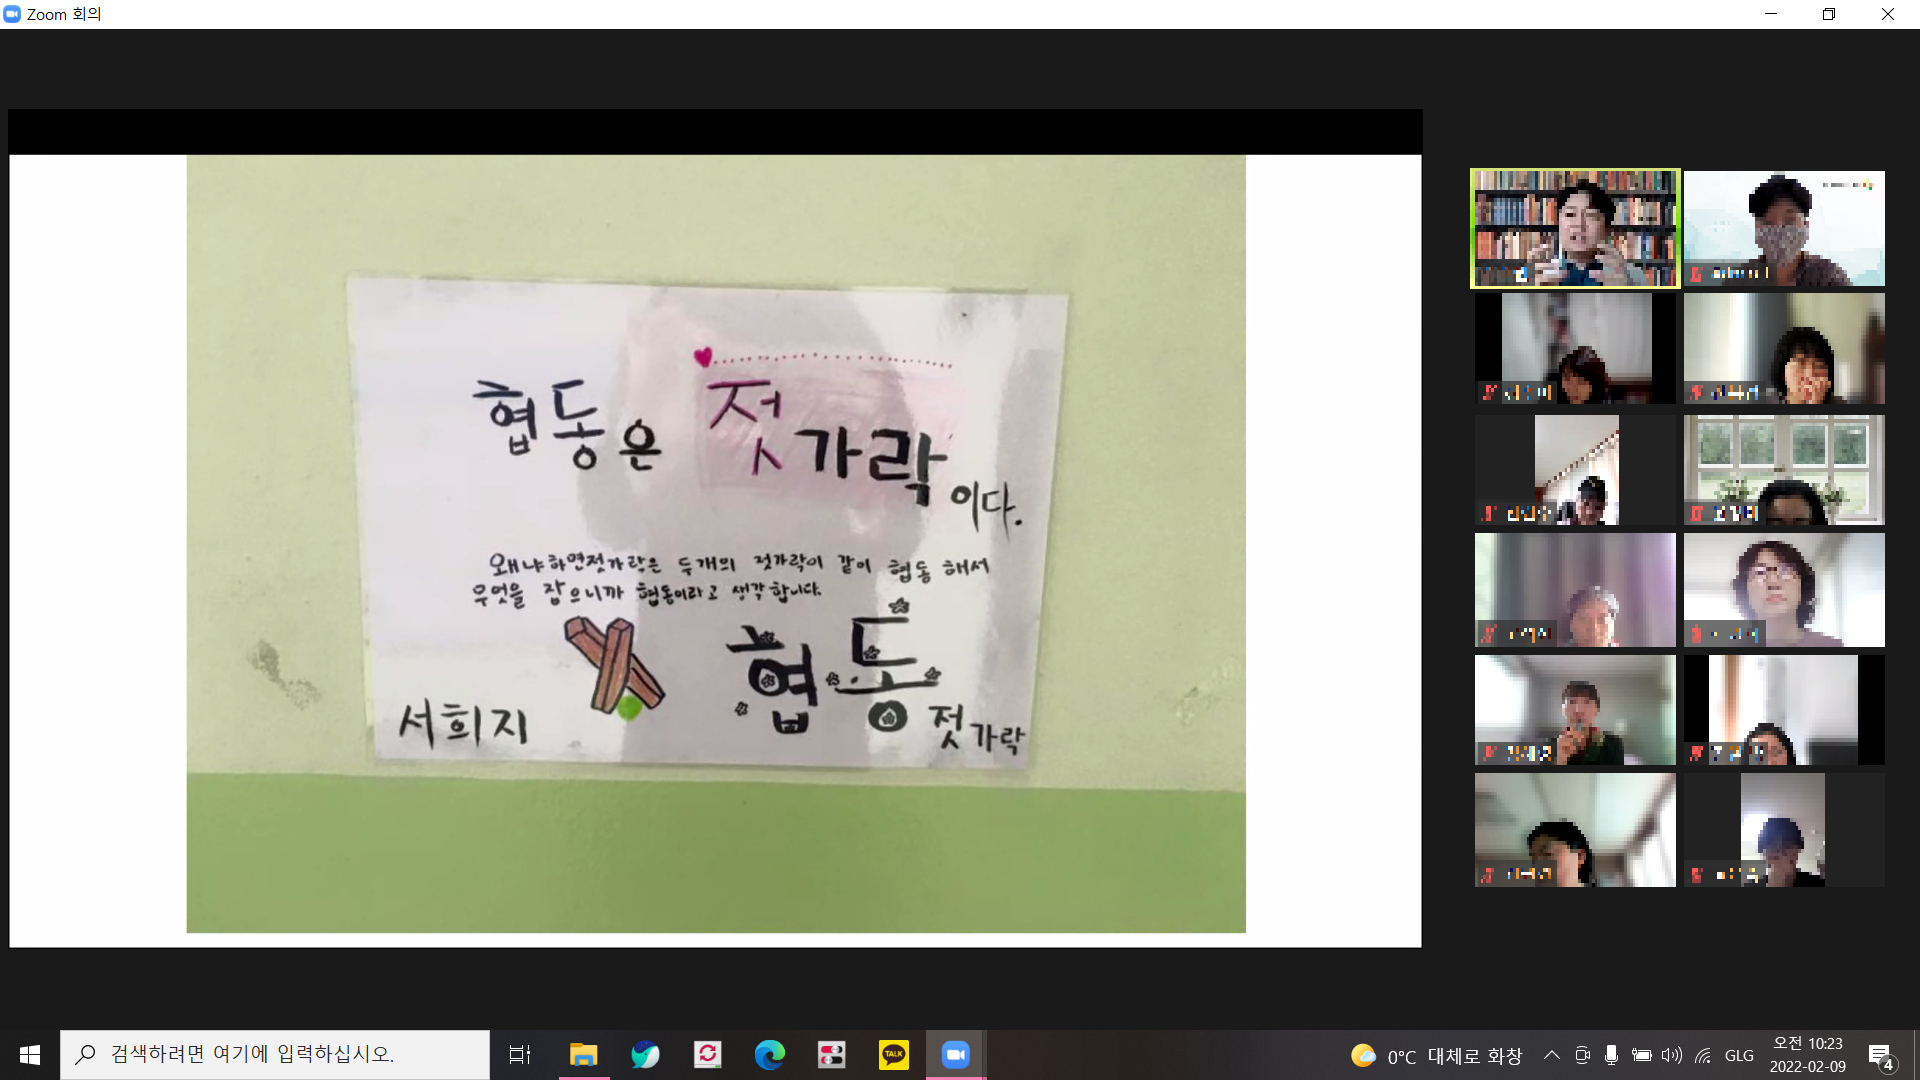 Zoom 회의
협동은 젓가락이다.
왜냐하면젓가락은 두개의 젓가락이 같이 협동 해서
무엇을 잡으니까 협동이라고 생각합니다.
협동
서희지
젓가락
검색하려면 여기에 입력하십시오.
TALK
0°C 대체로 화창
GLG
오전 10:23
2022-02-09
4